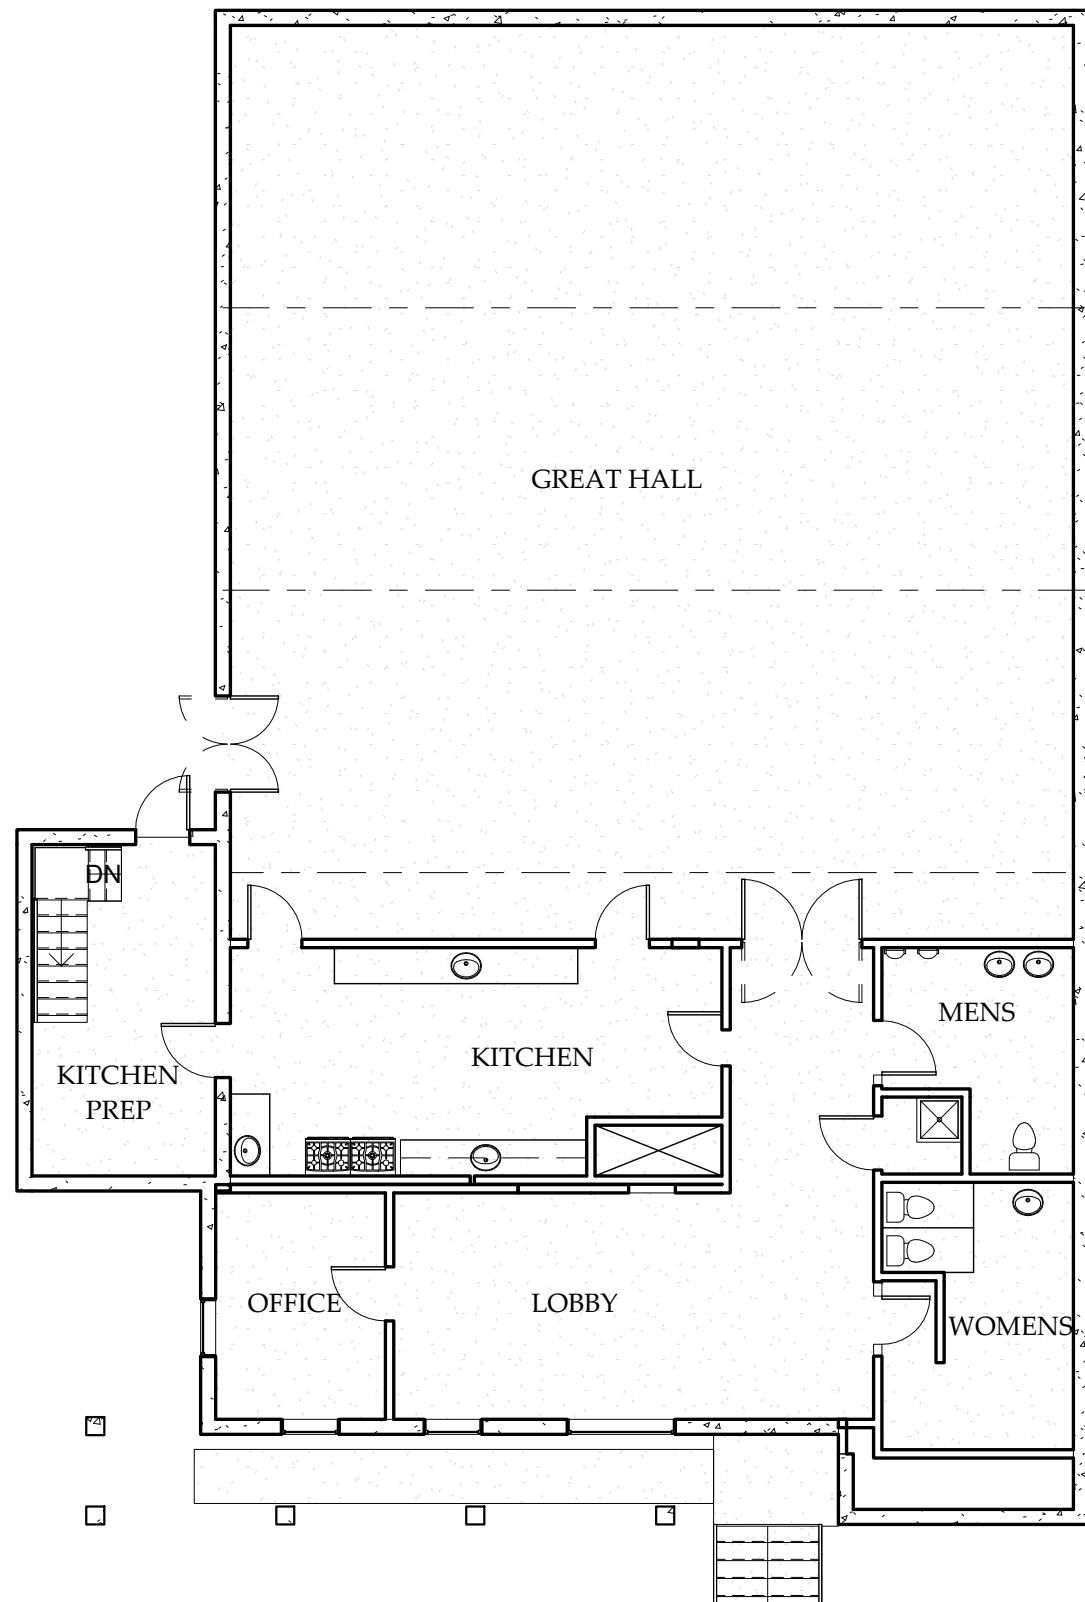 GREAT HALL
DN
MENS
KITCHEN
KITCHEN
PREP
OFFICE
LOBBY
WOMENS